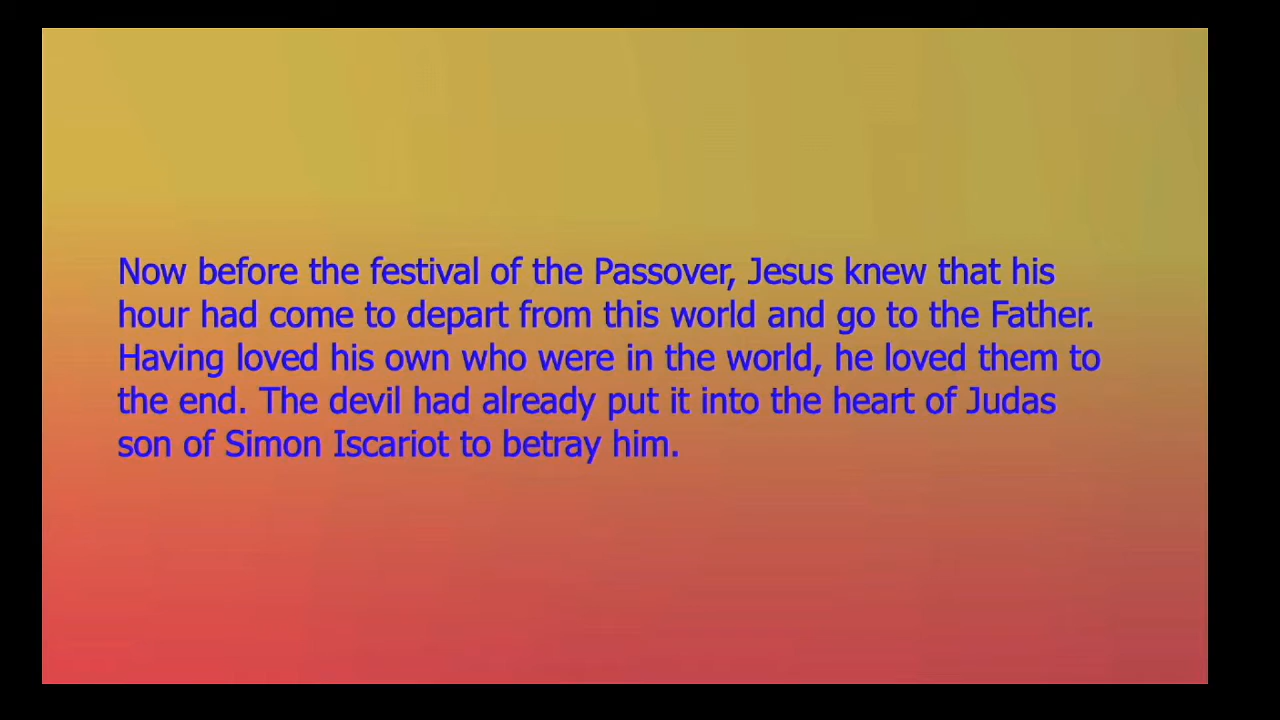 Now before the festival of the Passover, Jesus knew that his
hour had come to depart from this world and go to the Father.
Having loved his own who were in the world, he loved them to
the end. The devil had already put it into the heart of Judas
son of Simon Iscariot to betray him.